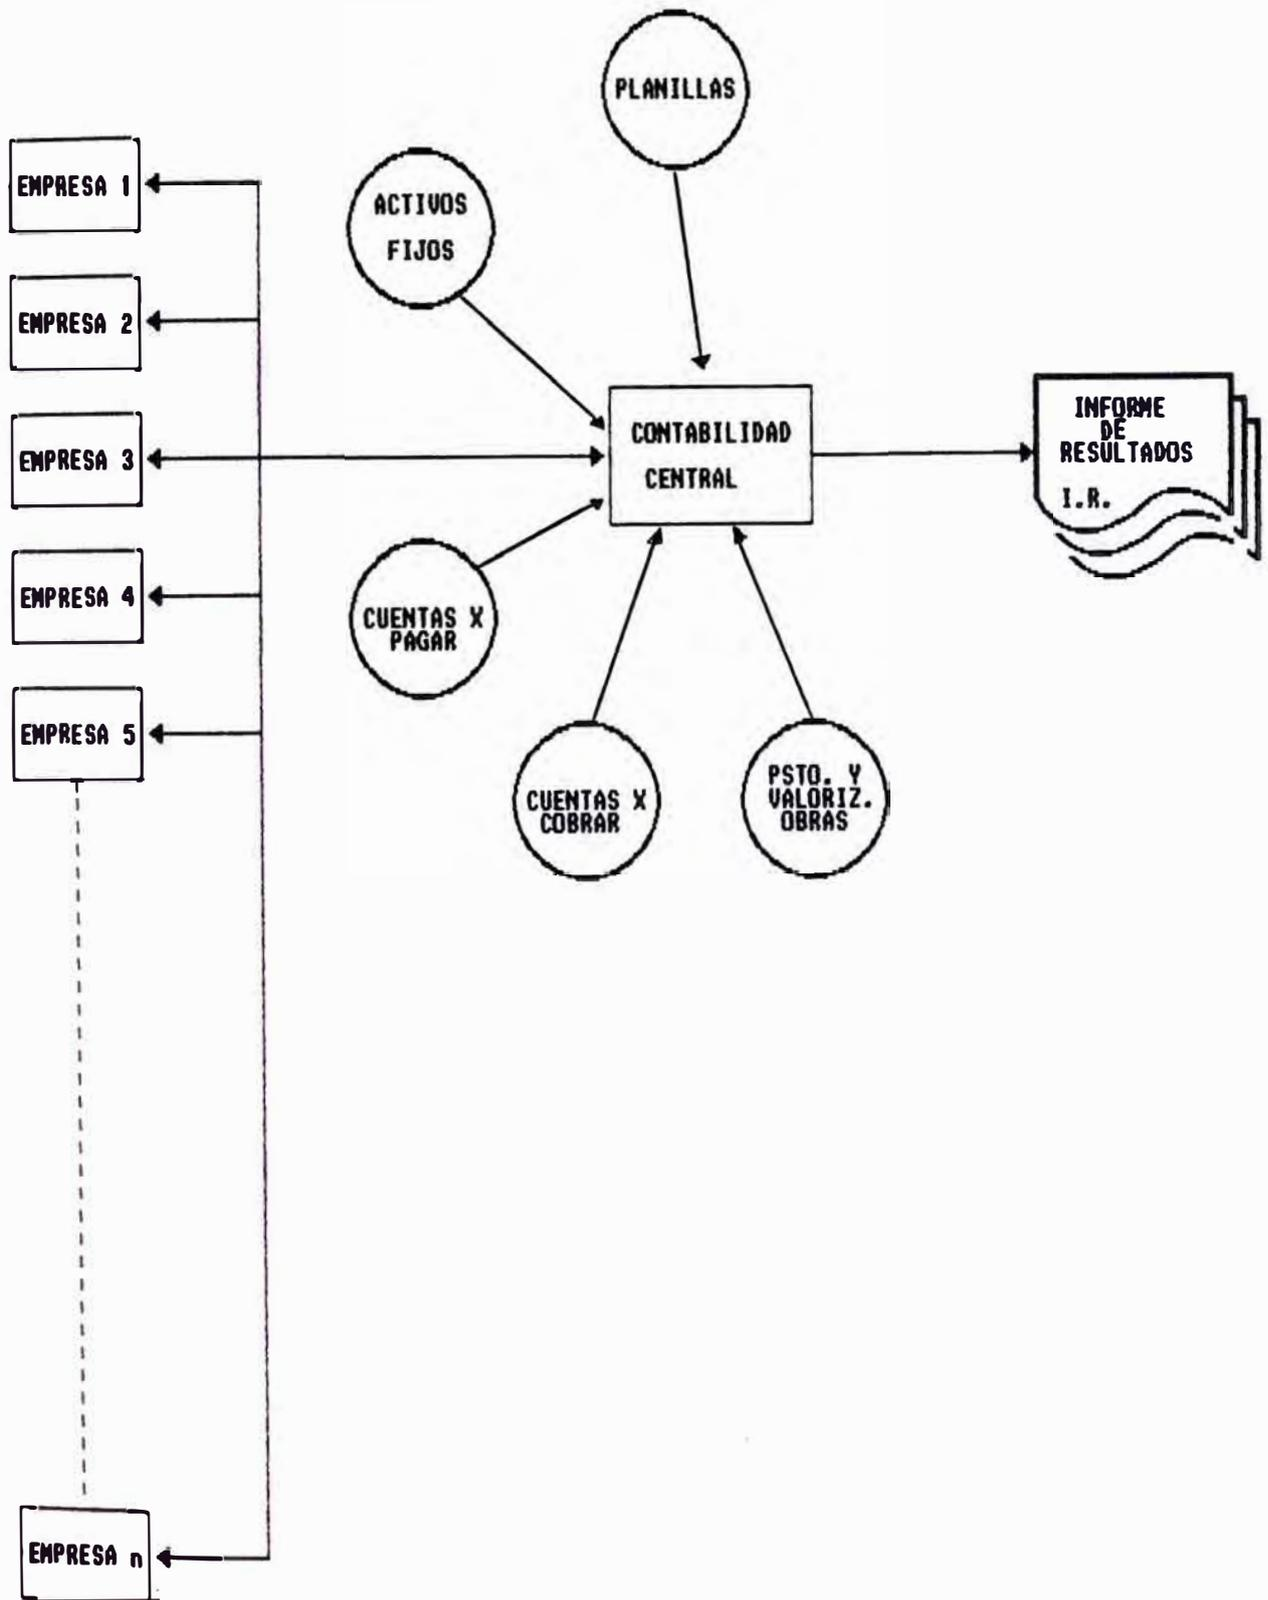 PLANILLAS
EMPRESA 1
ACTIVOS
FIJOS
EMPRESA 2
EMPRESA 3
CONTABILIDAD
CENTRAL
INFORME
DE
RESULTADOS
I.R.
EMPRESA 4
CUENTAS X
PAGAR
EMPRESA 5
CUENTAS X
COBRAR
PSTO. Y
VALORIZ.
OBRAS
EMPRESA n